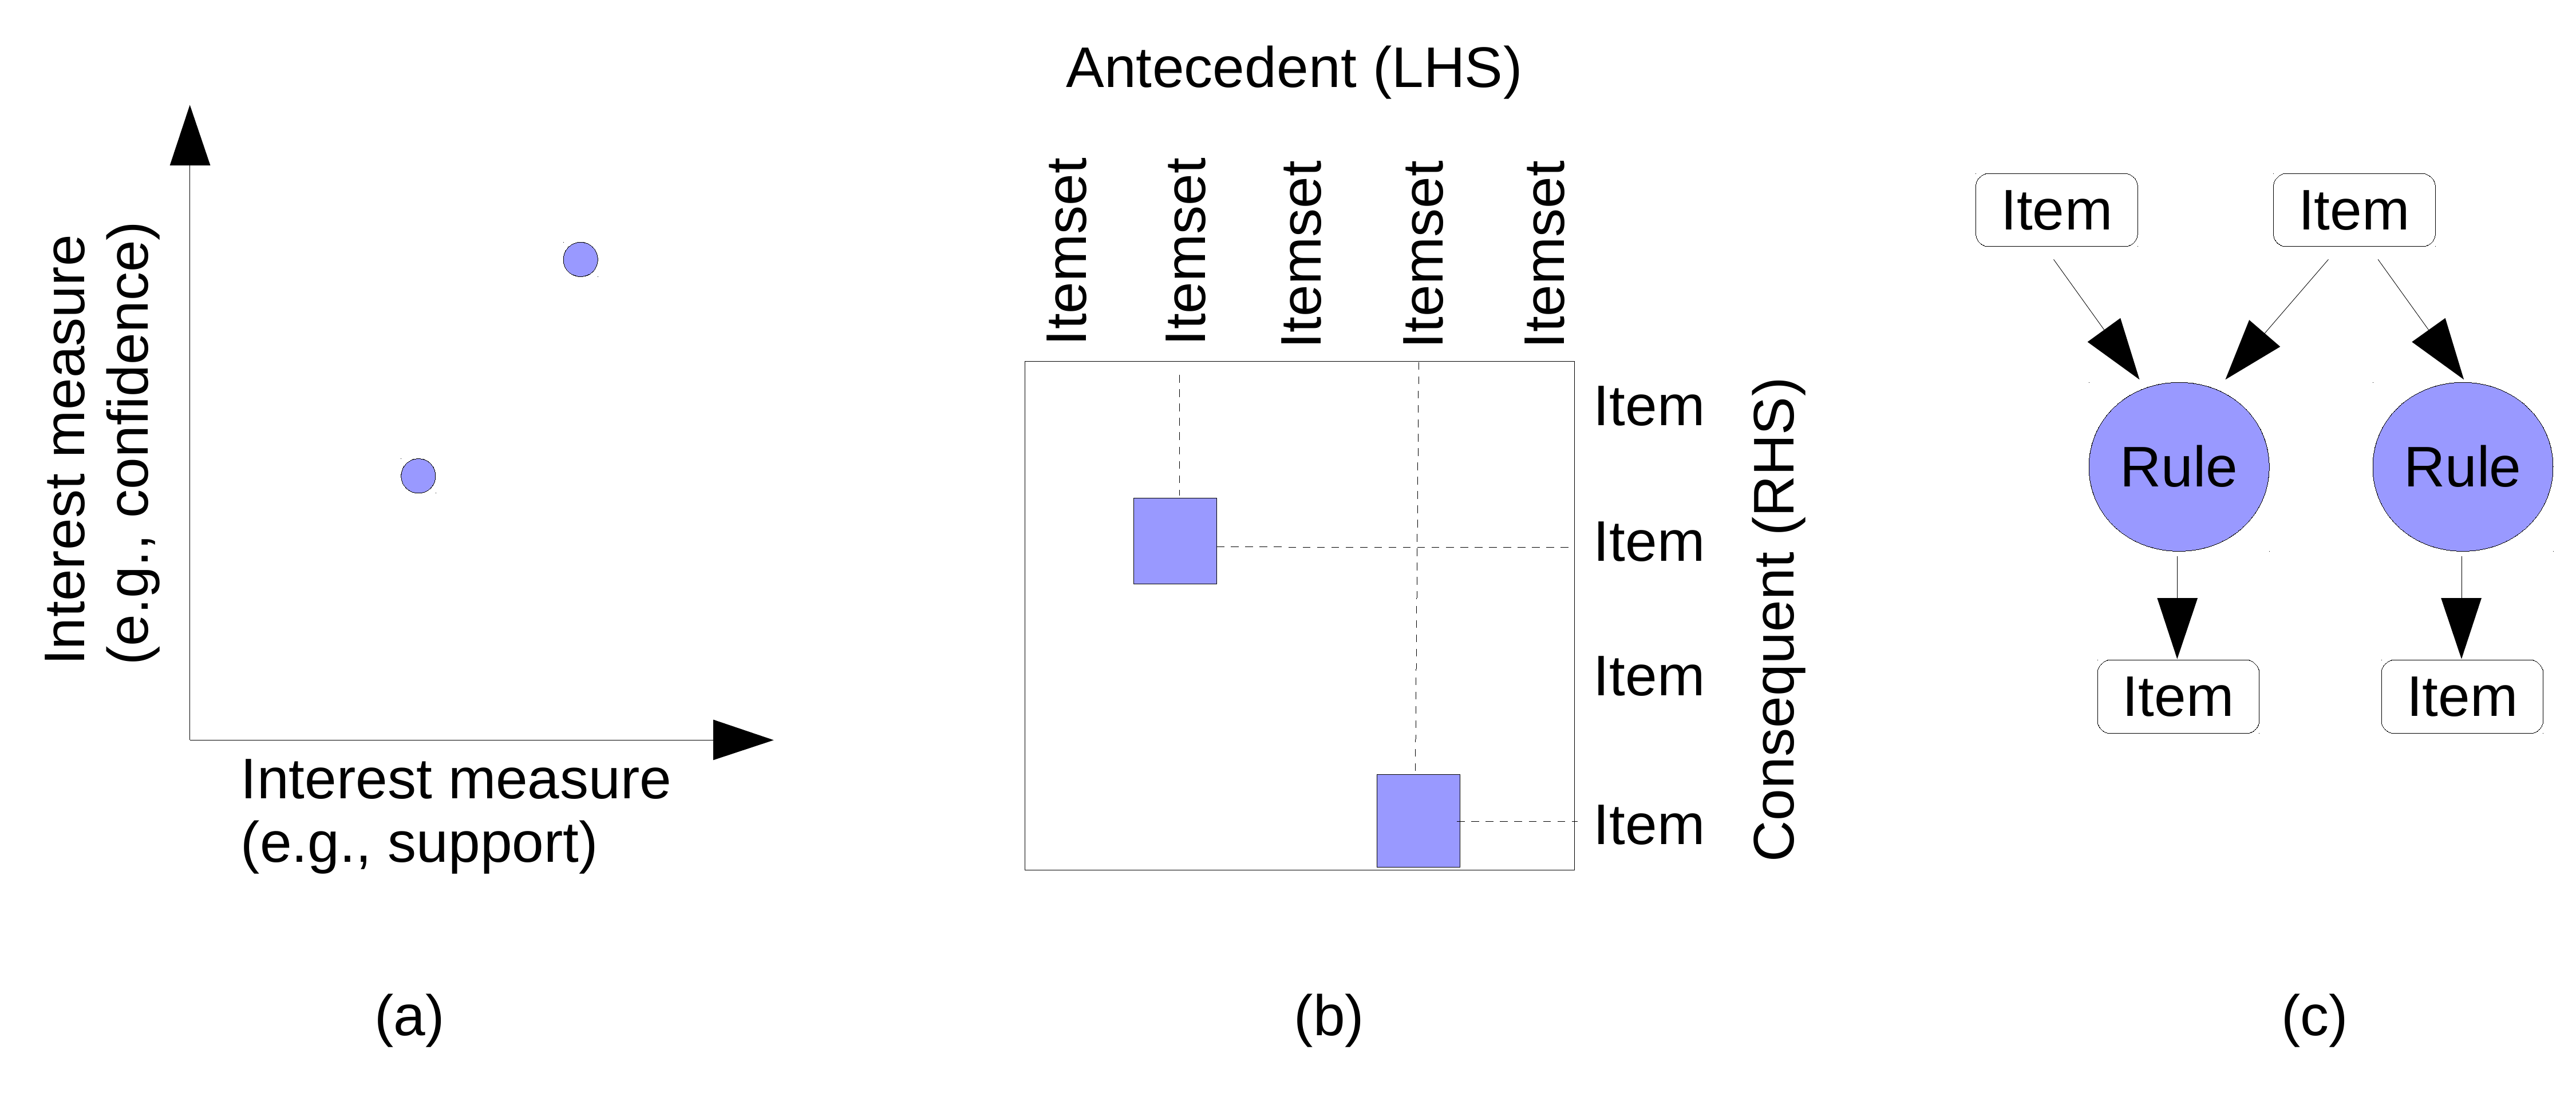 Interest measure
(e.g., confidence)
Interest measure
(e.g., support)
(a)
Antecedent (LHS)
Itemset
Itemset
Itemset
Itemset
Itemset
Item
Item
Item
Item
Consequent (RHS)
(b)
Item
Item
Rule
Rule
Item
Item
(c)